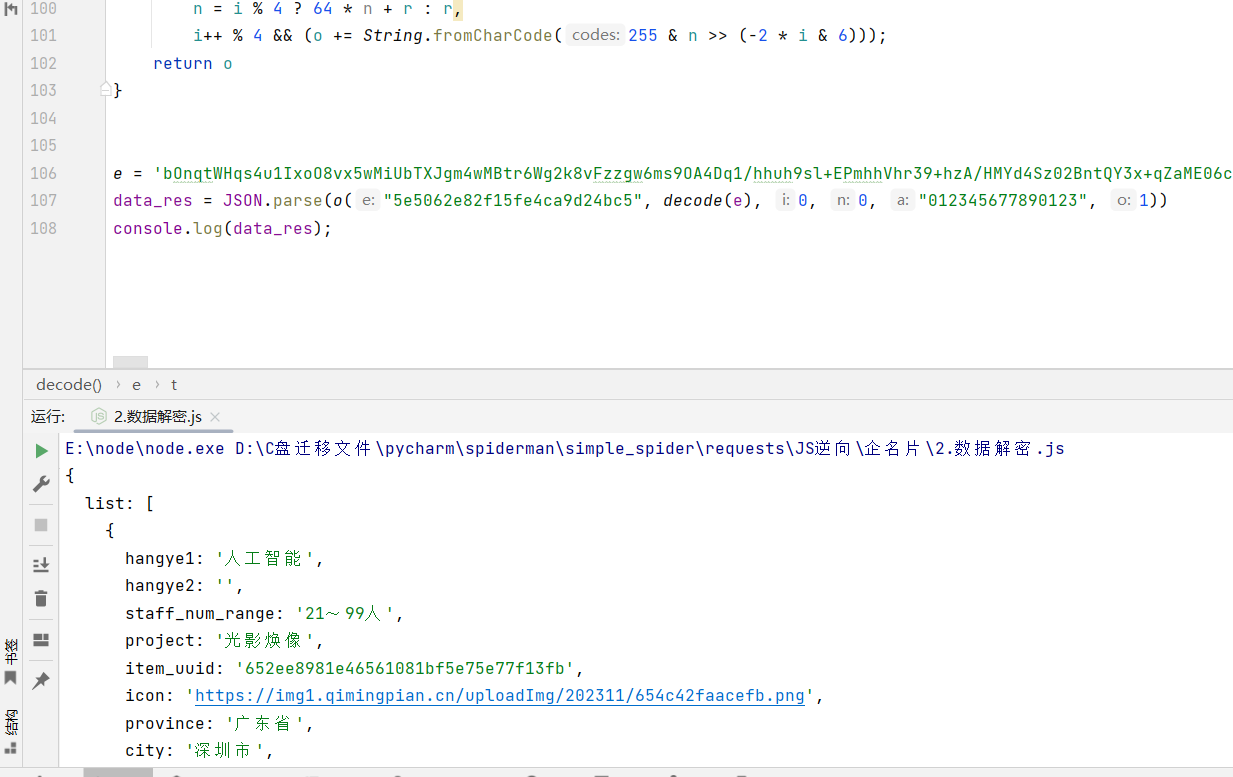 100 n = i % 4 ? 64 * n + r : r,
101 i++ % 4 && (o += String.fromCharCode( codes: 255 & n >> (-2 * i & 6)));
102 return o
103 }
104
105
106 e = 'bOnqtWHqs4u1IxoO8vx5wMiUbTXJgm4wMBtr6Wg2k8vFzzgw6ms9OA4Dq1/hhuh9sl+EPmhhVhr39+hzA/HMYd4Sz02BntQY3x+qZaME06c
107 data_res = JSON.parse(o( e: "5e5062e82f15fe4ca9d24bc5", decode(e), i: 0, n: 0, a: "012345677890123", o: 1))
108 console.log(data_res);
decode() › e › t
运行: 2.数据解密.js ×
E:\node\node.exe D:\C盘迁移文件\pycharm\spiderman\simple_spider\requests\JS逆向\企名片\2.数据解密.js
{
list: [
{
hangye1: '人工智能',
hangye2: '',
staff_num_range: '21～99人',
project: '光影焕像',
item_uuid: '652ee8981e46561081bf5e75e77f13fb',
icon: 'https://img1.qimingpian.cn/uploadImg/202311/654c42faacefb.png',
province: '广东省',
city: '深圳市',
书签
结构